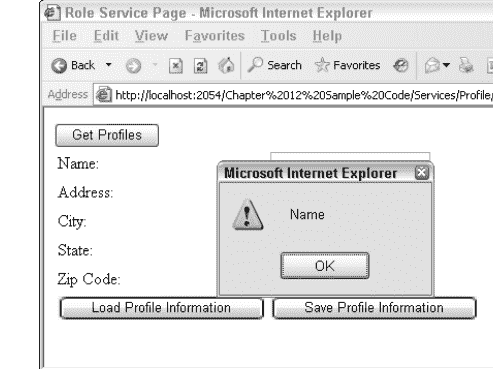 Role Service Page - Microsoft Internet Explorer
File Edit View Favorites Tools Help
Back Search Favorites
Address http://localhost:2054/Chapter%2012%20Sample%20Code/Services/Profile/
Get Profiles
Name:
Microsoft Internet Explorer
Address:
Name
City:
State:
OK
Zip Code:
Load Profile Information Save Profile Information